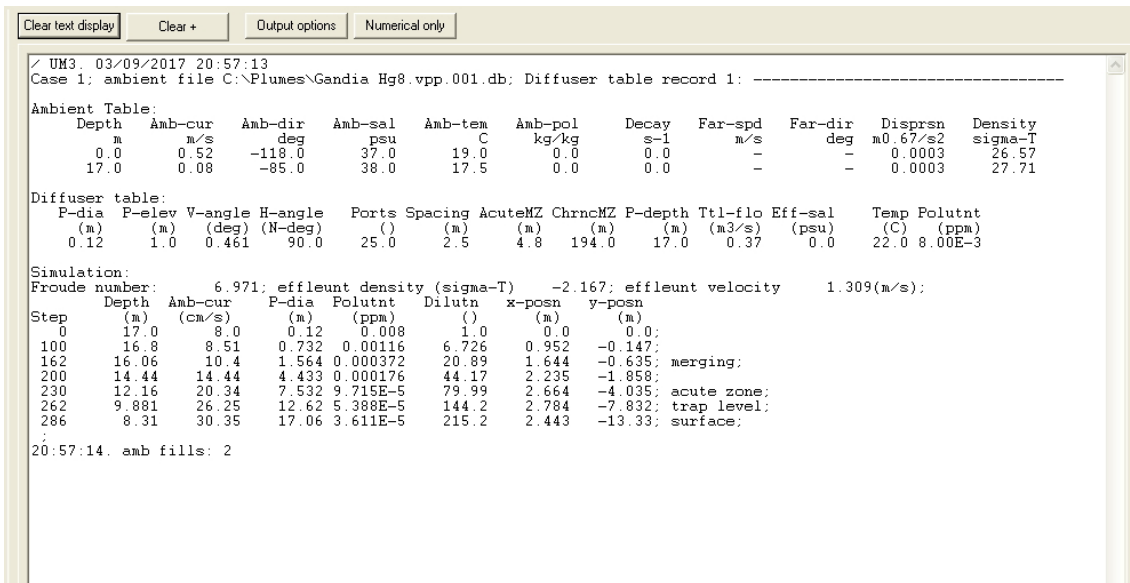 Clear text display Clear + Output options Numerical only
/ UM3. 03/09/2017 20:57:13
Case 1; ambient file C:\Plumes\Gandia Hg8.vpp.001.db; Diffuser table record 1: ----------------------------------
Ambient Table:
Depth Amb-cur Amb-dir Amb-sal Amb-tem Amb-pol Decay Far-spd Far-dir Disprsn Density
m m/s deg psu C kg/kg s-1 m/s deg m0.67/s2 sigma-T
0.0 0.52 -118.0 37.0 19.0 0.0 0.0 - - 0.0003 26.57
17.0 0.08 -85.0 38.0 17.5 0.0 0.0 - - 0.0003 27.71
Diffuser table:
P-dia P-elev V-angle H-angle Ports Spacing AcuteMZ ChrncMZ P-depth Ttl-flo Eff-sal Temp Polutnt
(m) (m) (deg) (N-deg) () (m) (m) (m) (m) (m3/s) (psu) (C) (ppm)
0.12 1.0 0.461 90.0 25.0 2.5 4.8 194.0 17.0 0.37 0.0 22.0 8.00E-3
Simulation:
Froude number: 6.971; effleunt density (sigma-T) -2.167; effleunt velocity 1.309(m/s);
Depth Amb-cur P-dia Polutnt Dilutn x-posn y-posn
Step (m) (cm/s) (m) (ppm) () (m) (m)
0 17.0 8.0 0.12 0.008 1.0 0.0 0.0;
100 16.8 8.51 0.732 0.00116 6.726 0.952 -0.147;
162 16.06 10.4 1.564 0.000372 20.89 1.644 -0.635; merging;
200 14.44 14.44 4.433 0.000176 44.17 2.235 -1.858;
230 12.16 20.34 7.532 9.715E-5 79.99 2.664 -4.035; acute zone;
262 9.881 26.25 12.62 5.388E-5 144.2 2.784 -7.832; trap level;
286 8.31 30.35 17.06 3.611E-5 215.2 2.443 -13.33; surface;
;
20:57:14. amb fills: 2